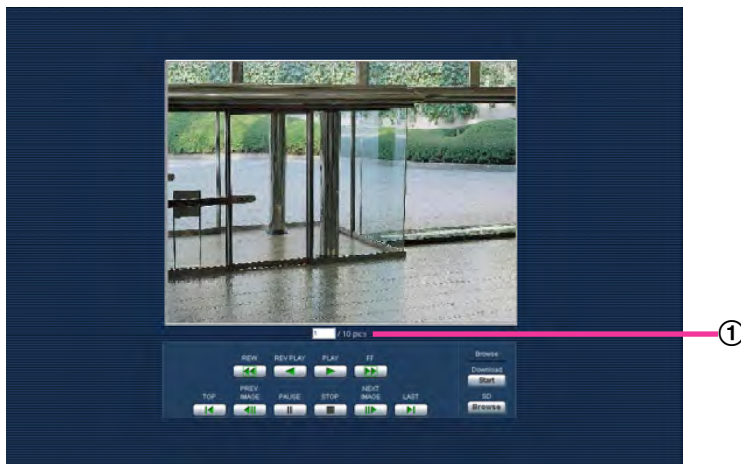 1 / 10 pics
①
REW REV PLAY PLAY FF
Browse
Download
Start
TOP PREV IMAGE PAUSE STOP NEXT IMAGE LAST
SD
Browse